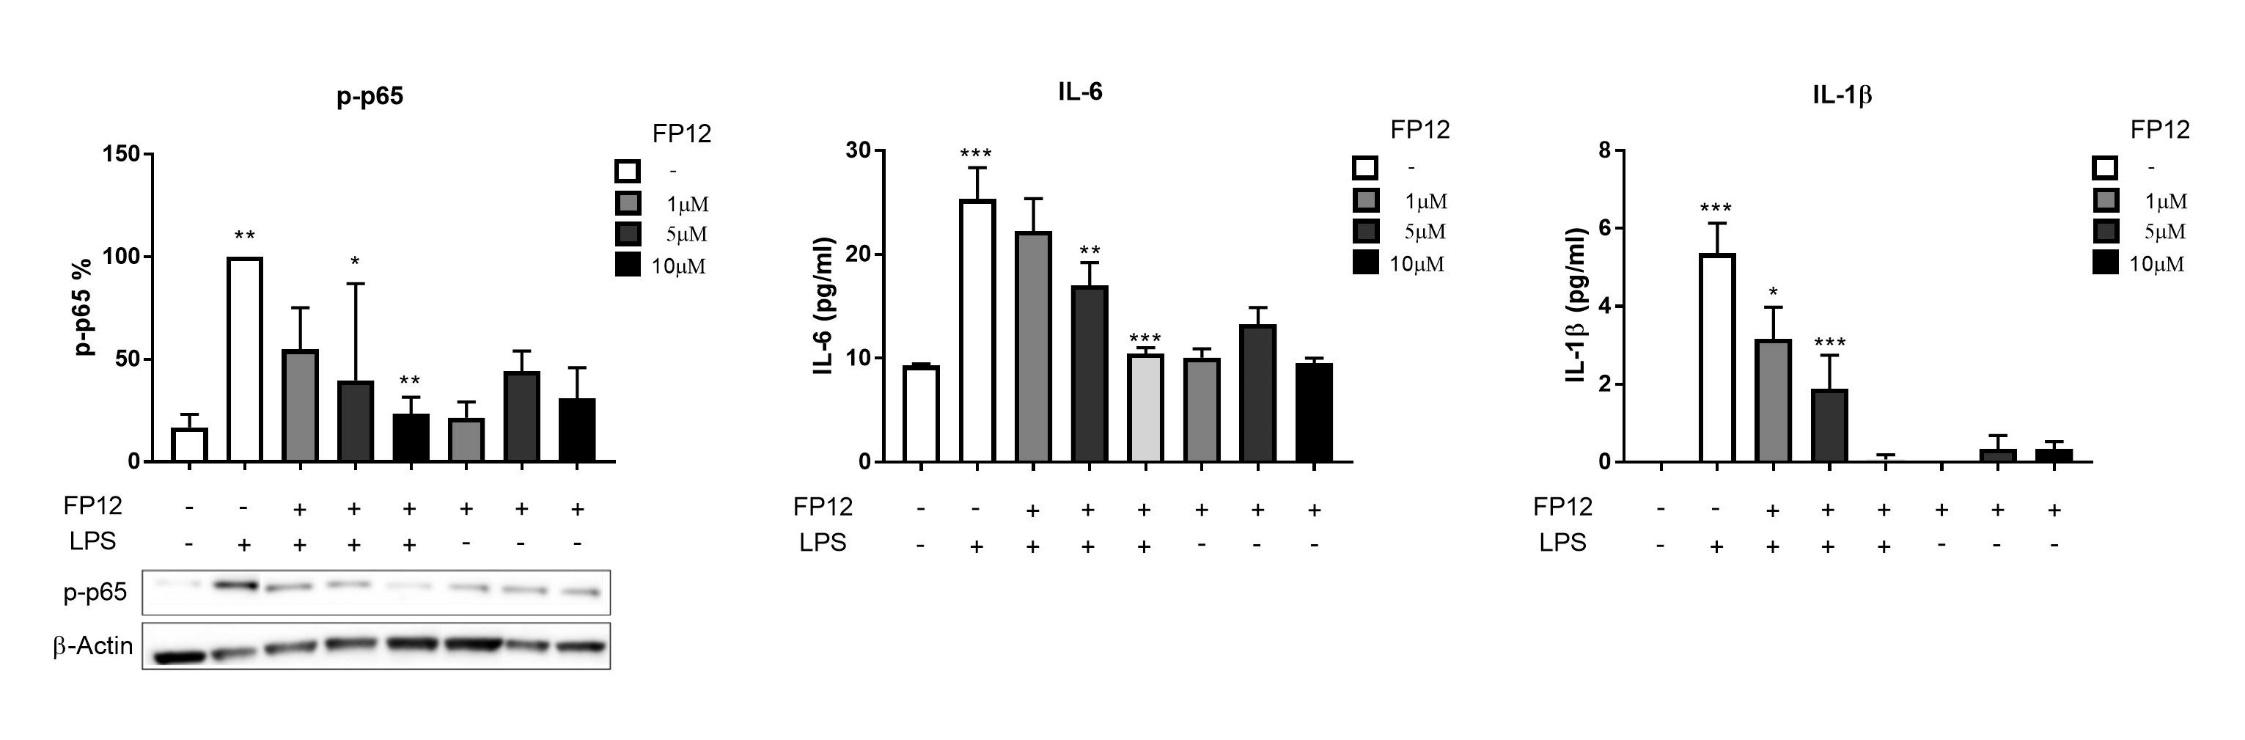 p-p65
FP12
-
1μM
5μM
10μM
p-p65 %
150
100
50
0
**
*
**
FP12 - - + + + + + +
LPS - + + + + - - -
p-p65
β-Actin
IL-6
FP12
-
1μM
5μM
10μM
IL-6 (pg/ml)
30
20
10
0
***
**
***
FP12 - - + + + + + +
LPS - + + + + - - -
IL-1β
FP12
-
1μM
5μM
10μM
IL-1β (pg/ml)
8
6
4
2
0
***
*
***
FP12 - - + + + + + +
LPS - + + + + - - -